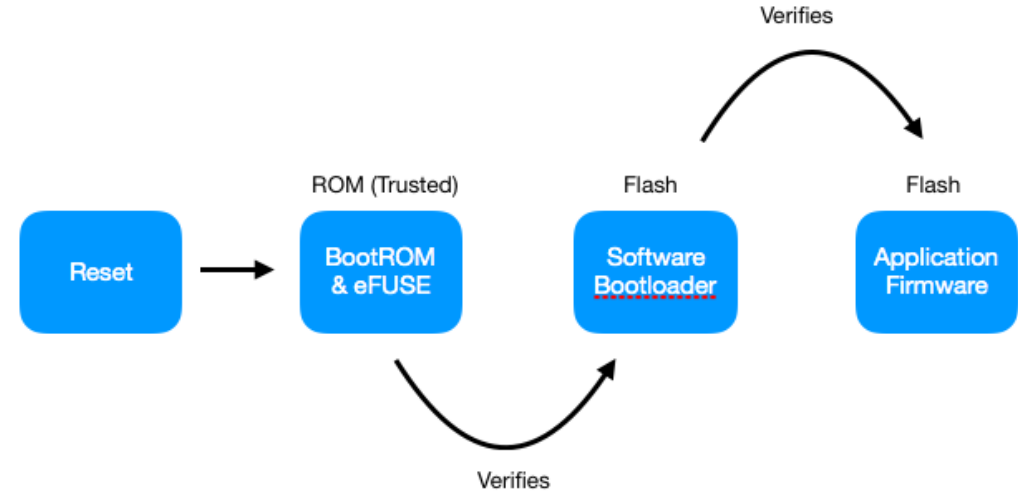 Verifies
ROM (Trusted)
Flash
Flash
Reset
BootROM
& eFUSE
Software
Bootloader
Application
Firmware
Verifies